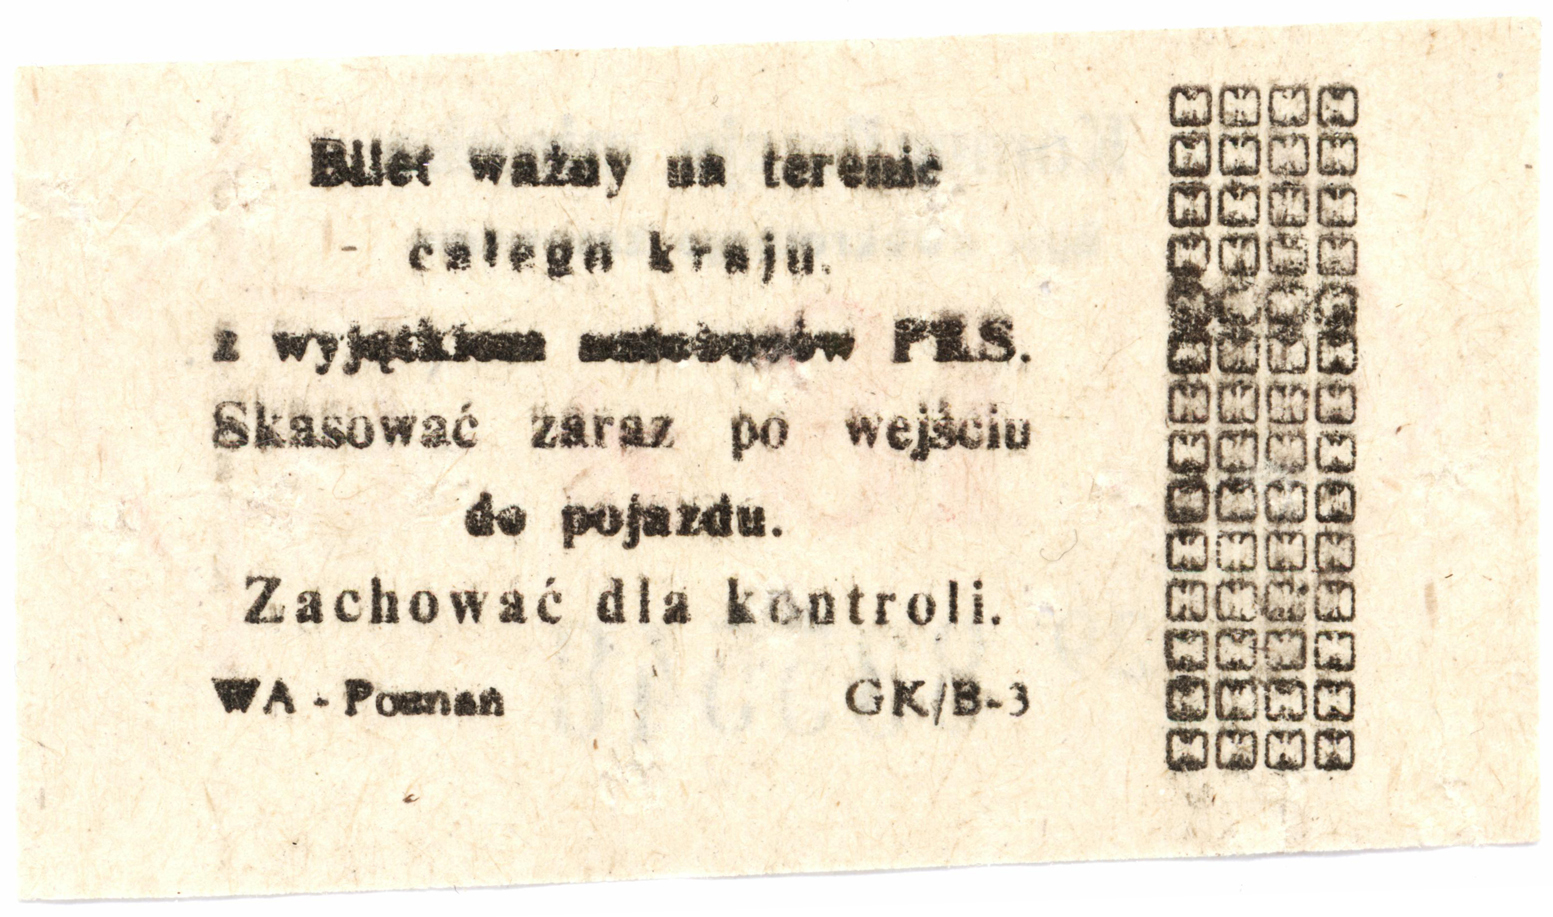 Bilet ważny na terenie
całego kraju.
z wyjątkiem autobusów PKS.
Skasować zaraz po wejściu
do pojazdu.
Zachować dla kontroli.
WA - Poznań GK/B-3